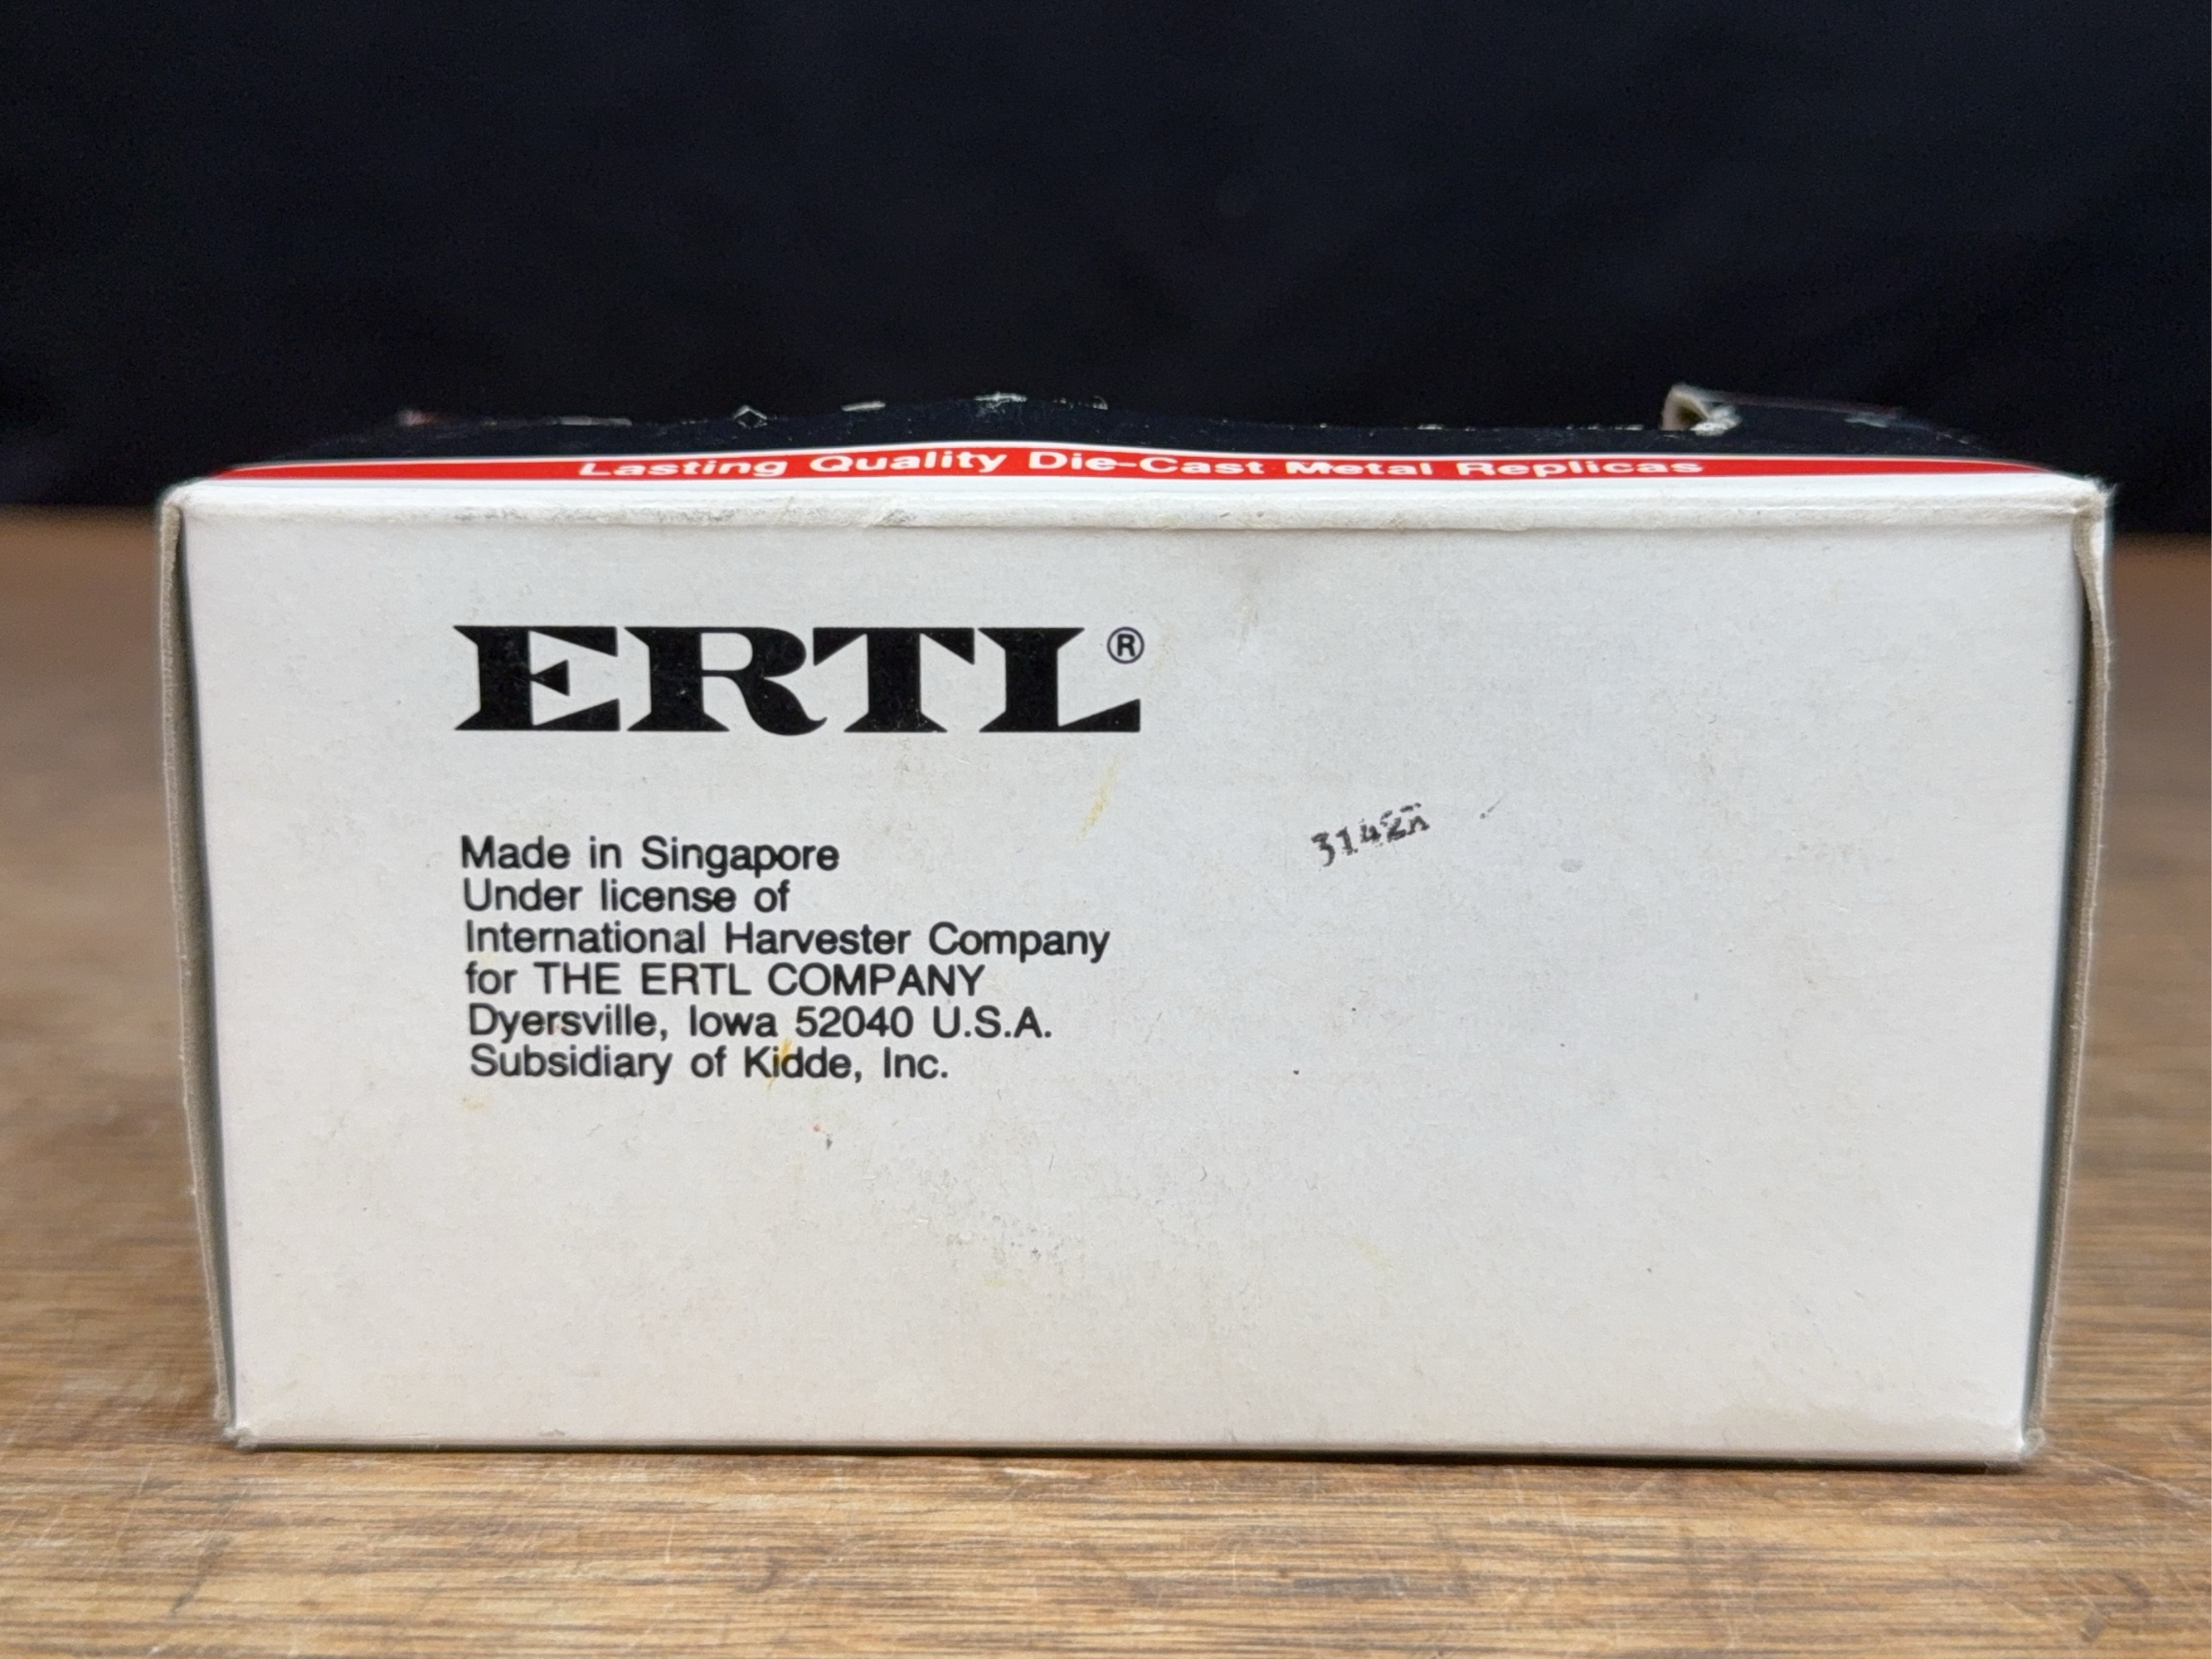 Lasting Quality Die-Cast Metal Replicas
ERTL®
Made in Singapore
Under license of
International Harvester Company
for THE ERTL COMPANY
Dyersville, Iowa 52040 U.S.A.
Subsidiary of Kidde, Inc.